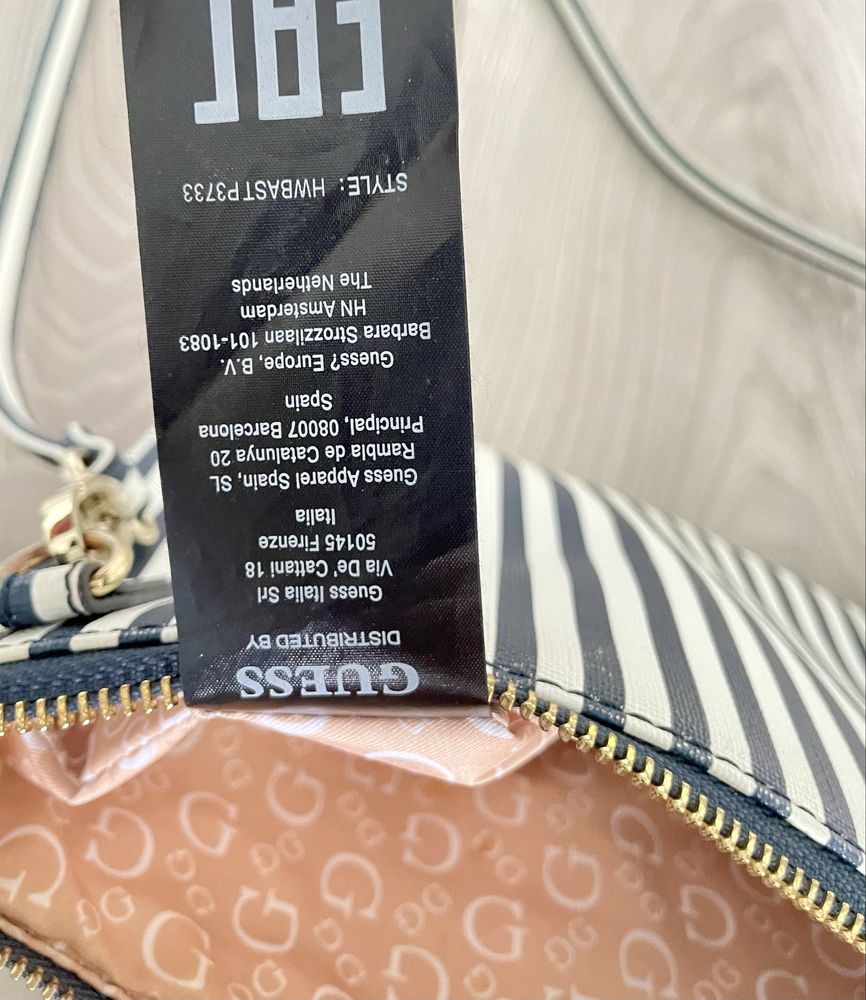 GUESS
DISTRIBUTED BY
Guess Italia Srl
Via De' Cattani 18
50145 Firenze
Italia
Guess Apparel Spain, SL
Rambla de Catalunya 20
Principal, 08007 Barcelona
Spain
Guess? Europe, B.V.
Barbara Strozzilaan 101-1083
HN Amsterdam
The Netherlands
STYLE: HWBASTP3733
EAC